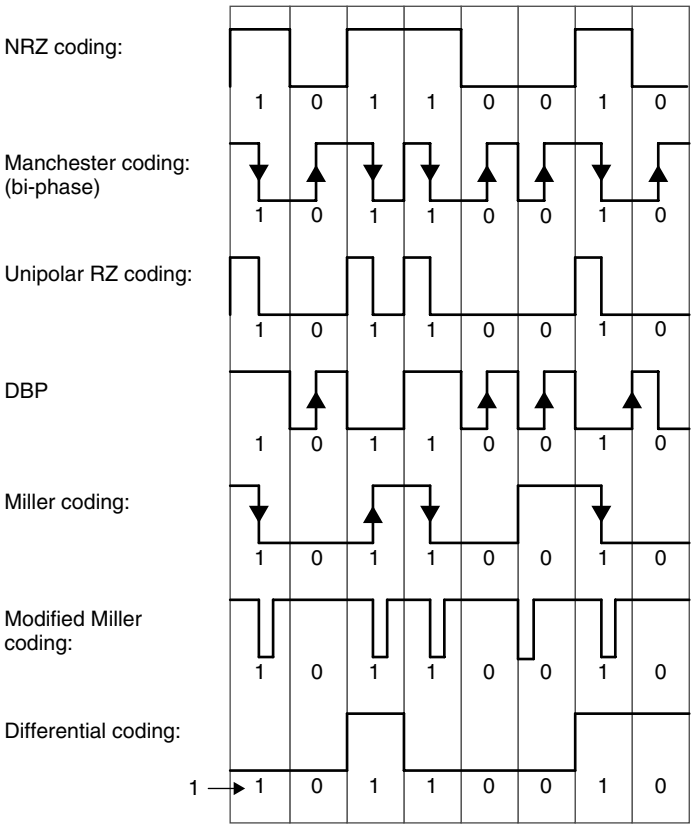 NRZ coding:
1 0 1 1 0 0 1 0
Manchester coding:
(bi-phase)
1 0 1 1 0 0 1 0
Unipolar RZ coding:
1 0 1 1 0 0 1 0
DBP
1 0 1 1 0 0 1 0
Miller coding:
1 0 1 1 0 0 1 0
Modified Miller
coding:
1 0 1 1 0 0 1 0
Differential coding:
1 1 0 1 1 0 0 1 0